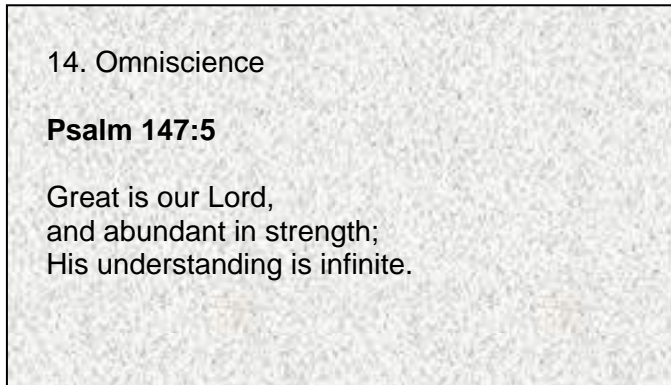 14. Omniscience
Psalm 147:5
Great is our Lord,
and abundant in strength;
His understanding is infinite.